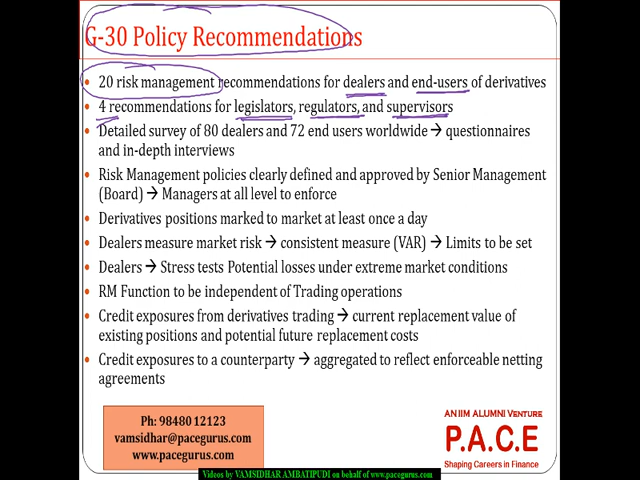 G-30 Policy Recommendations
• 20 risk management recommendations for dealers and end-users of derivatives
• 4 recommendations for legislators, regulators, and supervisors
• Detailed survey of 80 dealers and 72 end users worldwide → questionnaires
and in-depth interviews
• Risk Management policies clearly defined and approved by Senior Management
(Board) → Managers at all level to enforce
• Derivatives positions marked to market at least once a day
• Dealers measure market risk → consistent measure (VAR) → Limits to be set
• Dealers → Stress tests Potential losses under extreme market conditions
• RM Function to be independent of Trading operations
• Credit exposures from derivatives trading → current replacement value of
existing positions and potential future replacement costs
• Credit exposures to a counterparty → aggregated to reflect enforceable netting
agreements
Ph: 98480 12123
vamsidhar@pacegurus.com
www.pacegurus.com
AN IIM ALUMNI VENTURE
P.A.C.E
Shaping Careers in Finance
Videos by VAMSIDHAR AMBATIPUDI on behalf of www.pacegurus.com